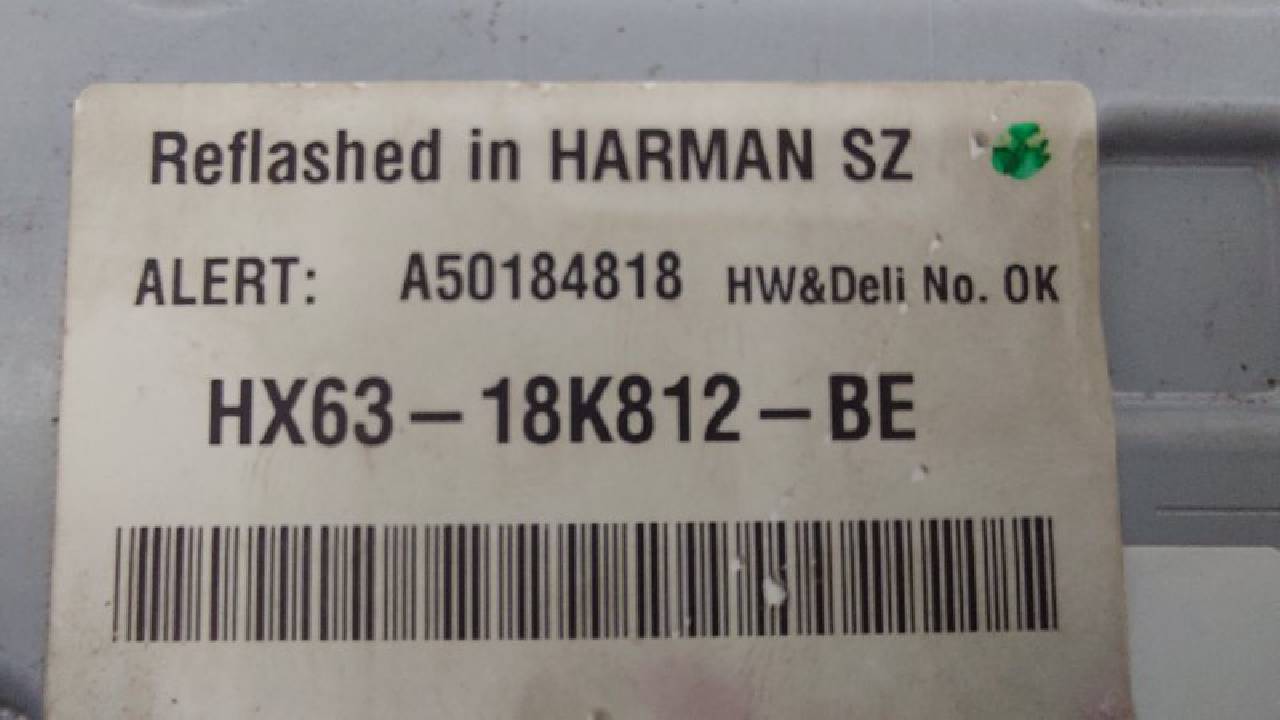 Reflashed in HARMAN SZ
ALERT: A50184818 HW&Deli No. OK
HX63-18K812-BE